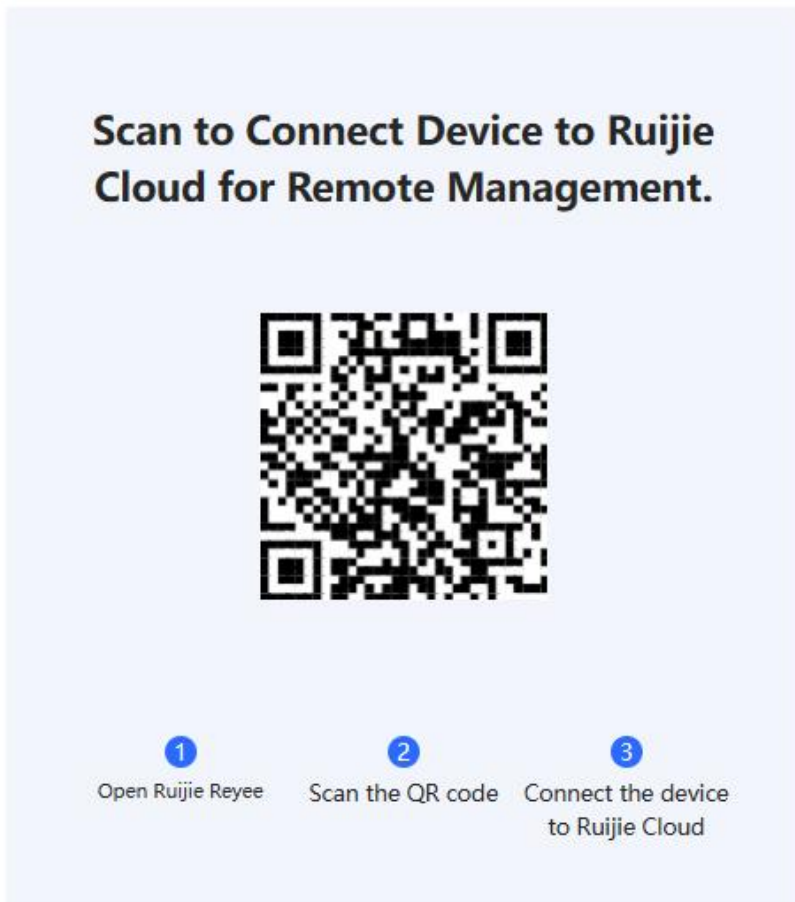 Scan to Connect Device to Ruijie
Cloud for Remote Management.
1
Open Ruijie Reyee
2
Scan the QR code
3
Connect the device
to Ruijie Cloud